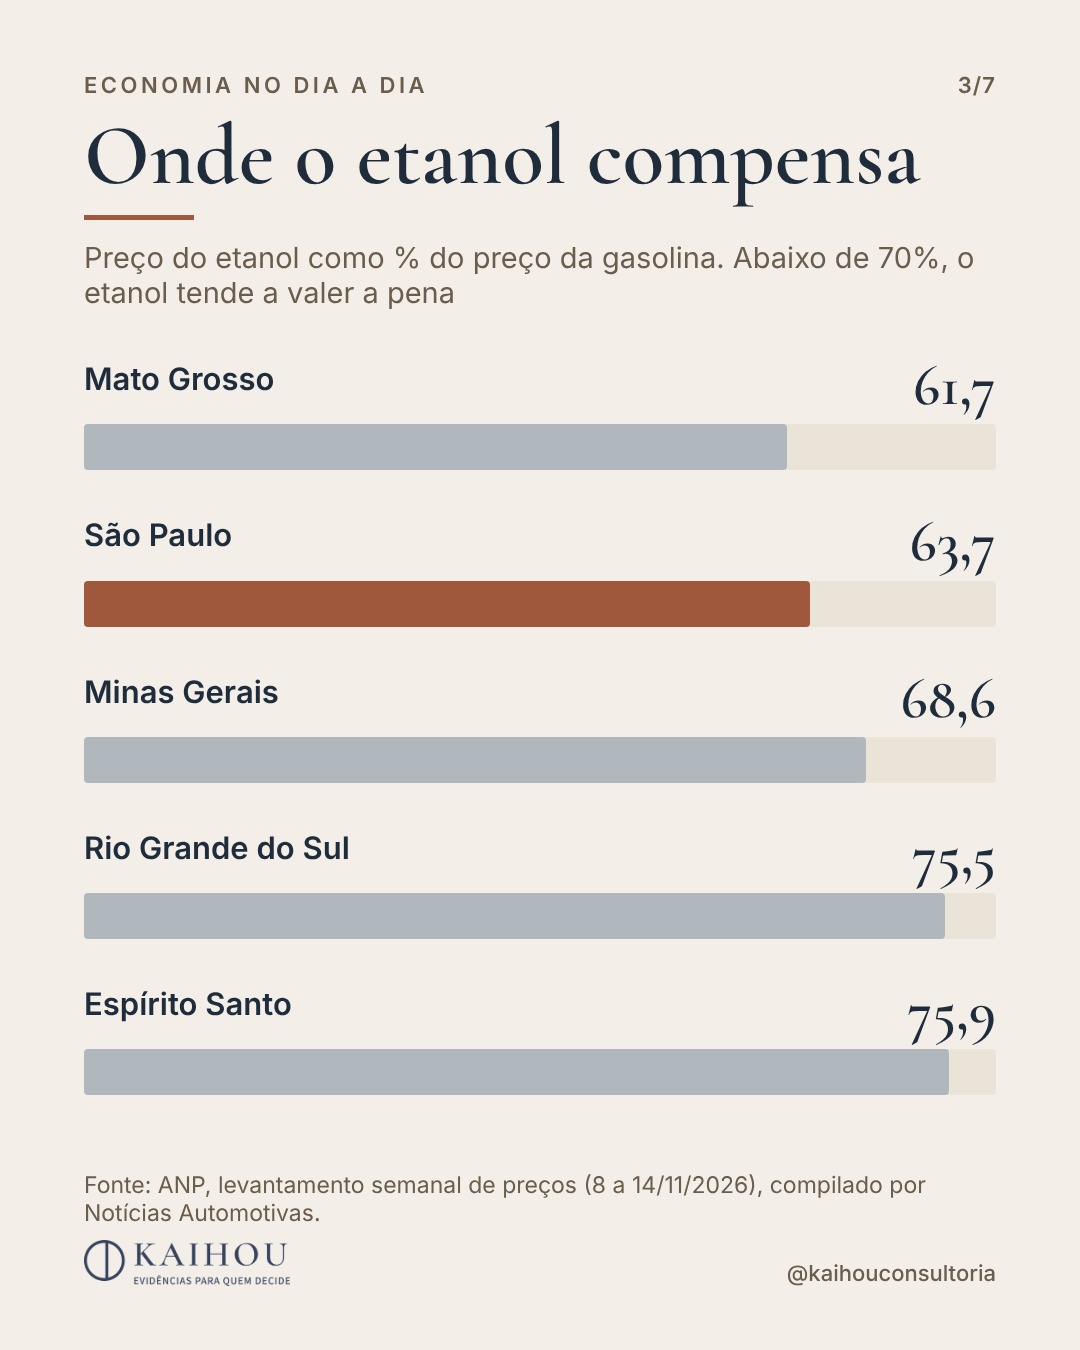 ECONOMIA NO DIA A DIA 3/7
Onde o etanol compensa
Preço do etanol como % do preço da gasolina. Abaixo de 70%, o
etanol tende a valer a pena
Mato Grosso 61,7
São Paulo 63,7
Minas Gerais 68,6
Rio Grande do Sul 75,5
Espírito Santo 75,9
Fonte: ANP, levantamento semanal de preços (8 a 14/11/2026), compilado por
Notícias Automotivas.
KAIHOU
EVIDÊNCIAS PARA QUEM DECIDE
@kaihouconsultoria